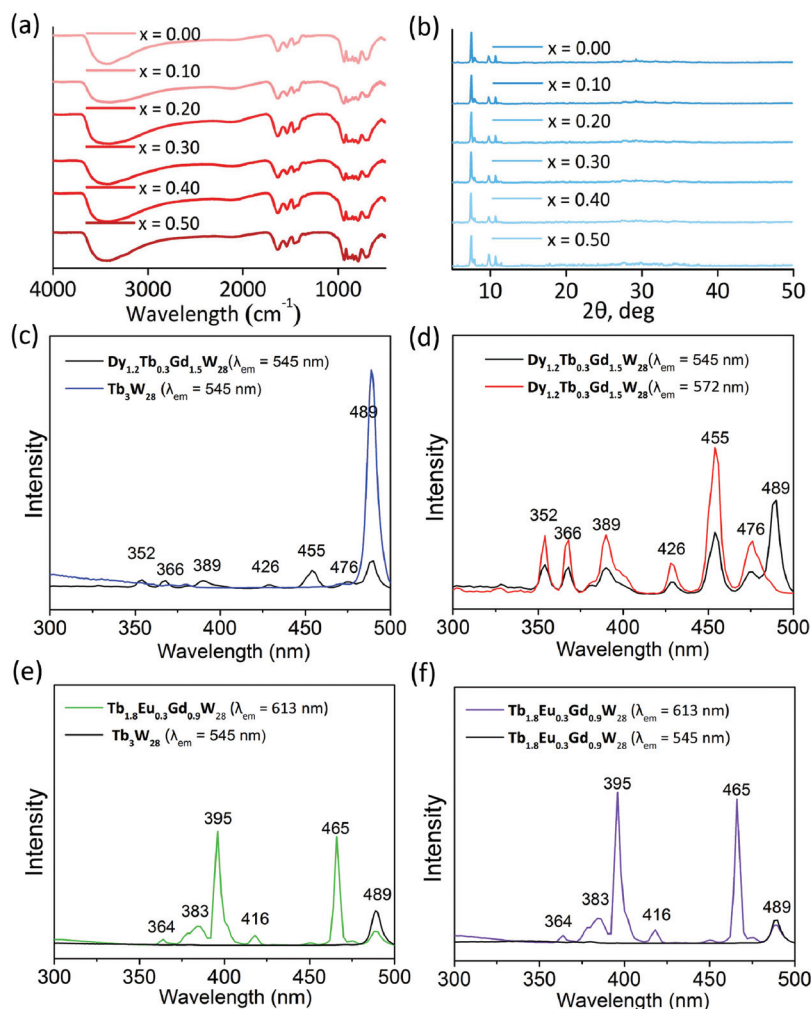 (a)
x = 0.00
x = 0.10
x = 0.20
x = 0.30
x = 0.40
x = 0.50
4000 3000 2000 1000
Wavelength (cm⁻¹)
(b)
x = 0.00
x = 0.10
x = 0.20
x = 0.30
x = 0.40
x = 0.50
10 20 30 40 50
2θ, deg
(c)
Dy₁.₂Tb₀.₃Gd₁.₅W₂₈(λₑₘ = 545 nm)
Tb₃W₂₈ (λₑₘ = 545 nm)
489
352 366 389 426 455 476
Intensity
300 350 400 450 500
Wavelength (nm)
(d)
Dy₁.₂Tb₀.₃Gd₁.₅W₂₈(λₑₘ = 545 nm)
Dy₁.₂Tb₀.₃Gd₁.₅W₂₈(λₑₘ = 572 nm)
352 366 389 426 455 476 489
Intensity
300 350 400 450 500
Wavelength (nm)
(e)
Tb₁.₈Eu₀.₃Gd₀.₉W₂₈ (λₑₘ = 613 nm)
Tb₃W₂₈ (λₑₘ = 545 nm)
364 383 395 416 465 489
Intensity
300 350 400 450 500
Wavelength (nm)
(f)
Tb₁.₈Eu₀.₃Gd₀.₉W₂₈ (λₑₘ = 613 nm)
Tb₁.₈Eu₀.₃Gd₀.₉W₂₈ (λₑₘ = 545 nm)
364 383 395 416 465 489
Intensity
300 350 400 450 500
Wavelength (nm)